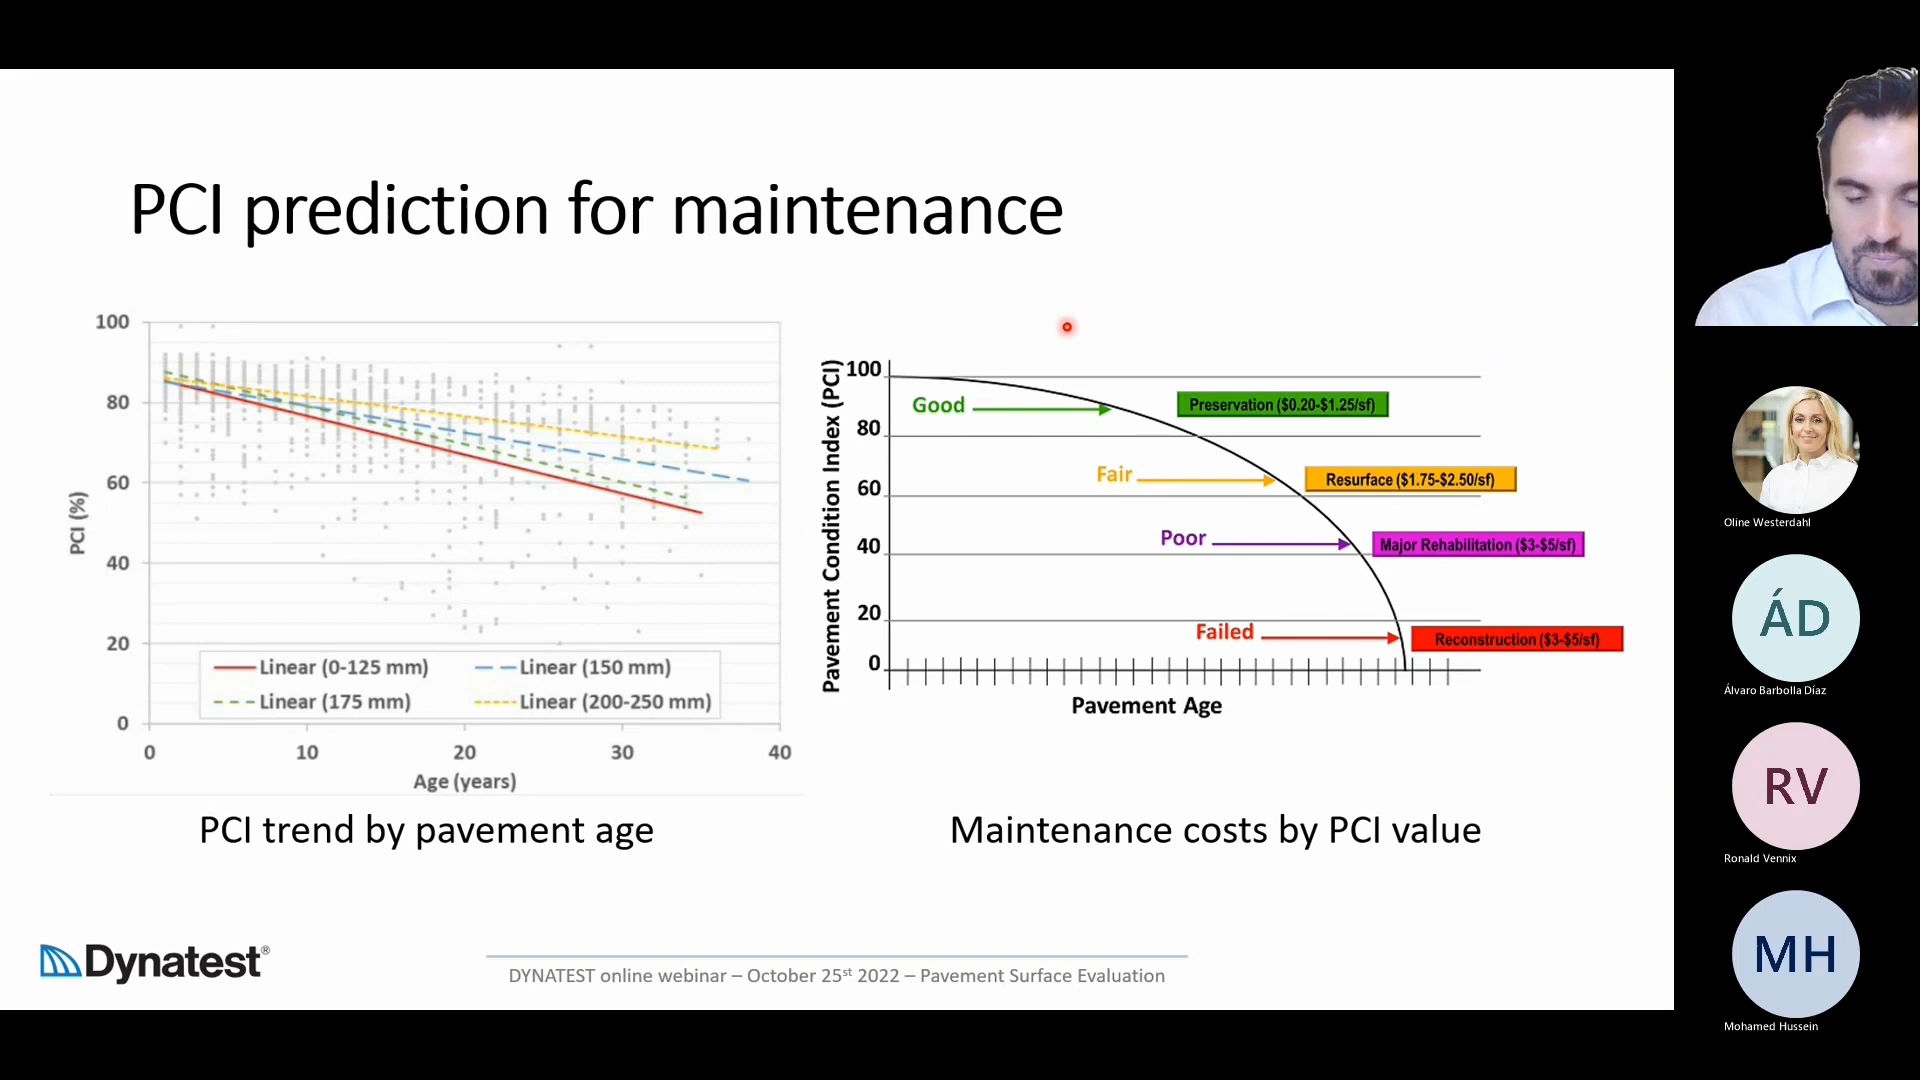 PCI prediction for maintenance
100
80
60
40
20
0
PCI (%)
Linear (0-125 mm)
Linear (150 mm)
Linear (175 mm)
Linear (200-250 mm)
0
10
20
30
40
Age (years)
PCI trend by pavement age
Pavement Condition Index (PCI)
100
80
60
40
20
0
Good
Preservation ($0.20-$1.25/sf)
Fair
Resurface ($1.75-$2.50/sf)
Poor
Major Rehabilitation ($3-$5/sf)
Failed
Reconstruction ($3-$5/sf)
Pavement Age
Maintenance costs by PCI value
Dynatest®
DYNATEST online webinar – October 25st 2022 – Pavement Surface Evaluation
Oline Westerdahl
ÁD
Álvaro Barbolla Díaz
RV
Ronald Vennix
MH
Mohamed Hussein